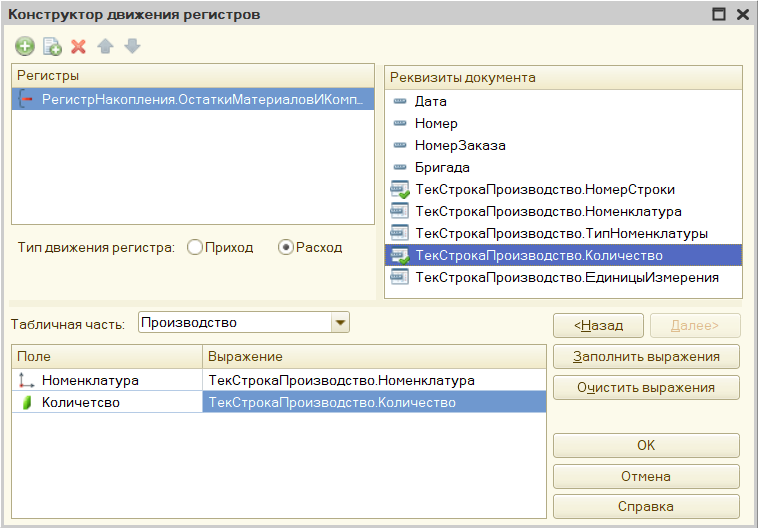 Конструктор движения регистров
Регистры
РегистрНакопления.ОстаткиМатериаловИКомп...
Тип движения регистра: Приход Расход
Реквизиты документа
Дата
Номер
НомерЗаказа
Бригада
ТекСтрокаПроизводство.НомерСтроки
ТекСтрокаПроизводство.Номенклатура
ТекСтрокаПроизводство.ТипНоменклатуры
ТекСтрокаПроизводство.Количество
ТекСтрокаПроизводство.ЕдиницыИзмерения
Табличная часть: Производство
<Назад Далее>
Поле Выражение
Номенклатура ТекСтрокаПроизводство.Номенклатура
Количетсво ТекСтрокаПроизводство.Количество
Заполнить выражения
Очистить выражения
OK
Отмена
Справка